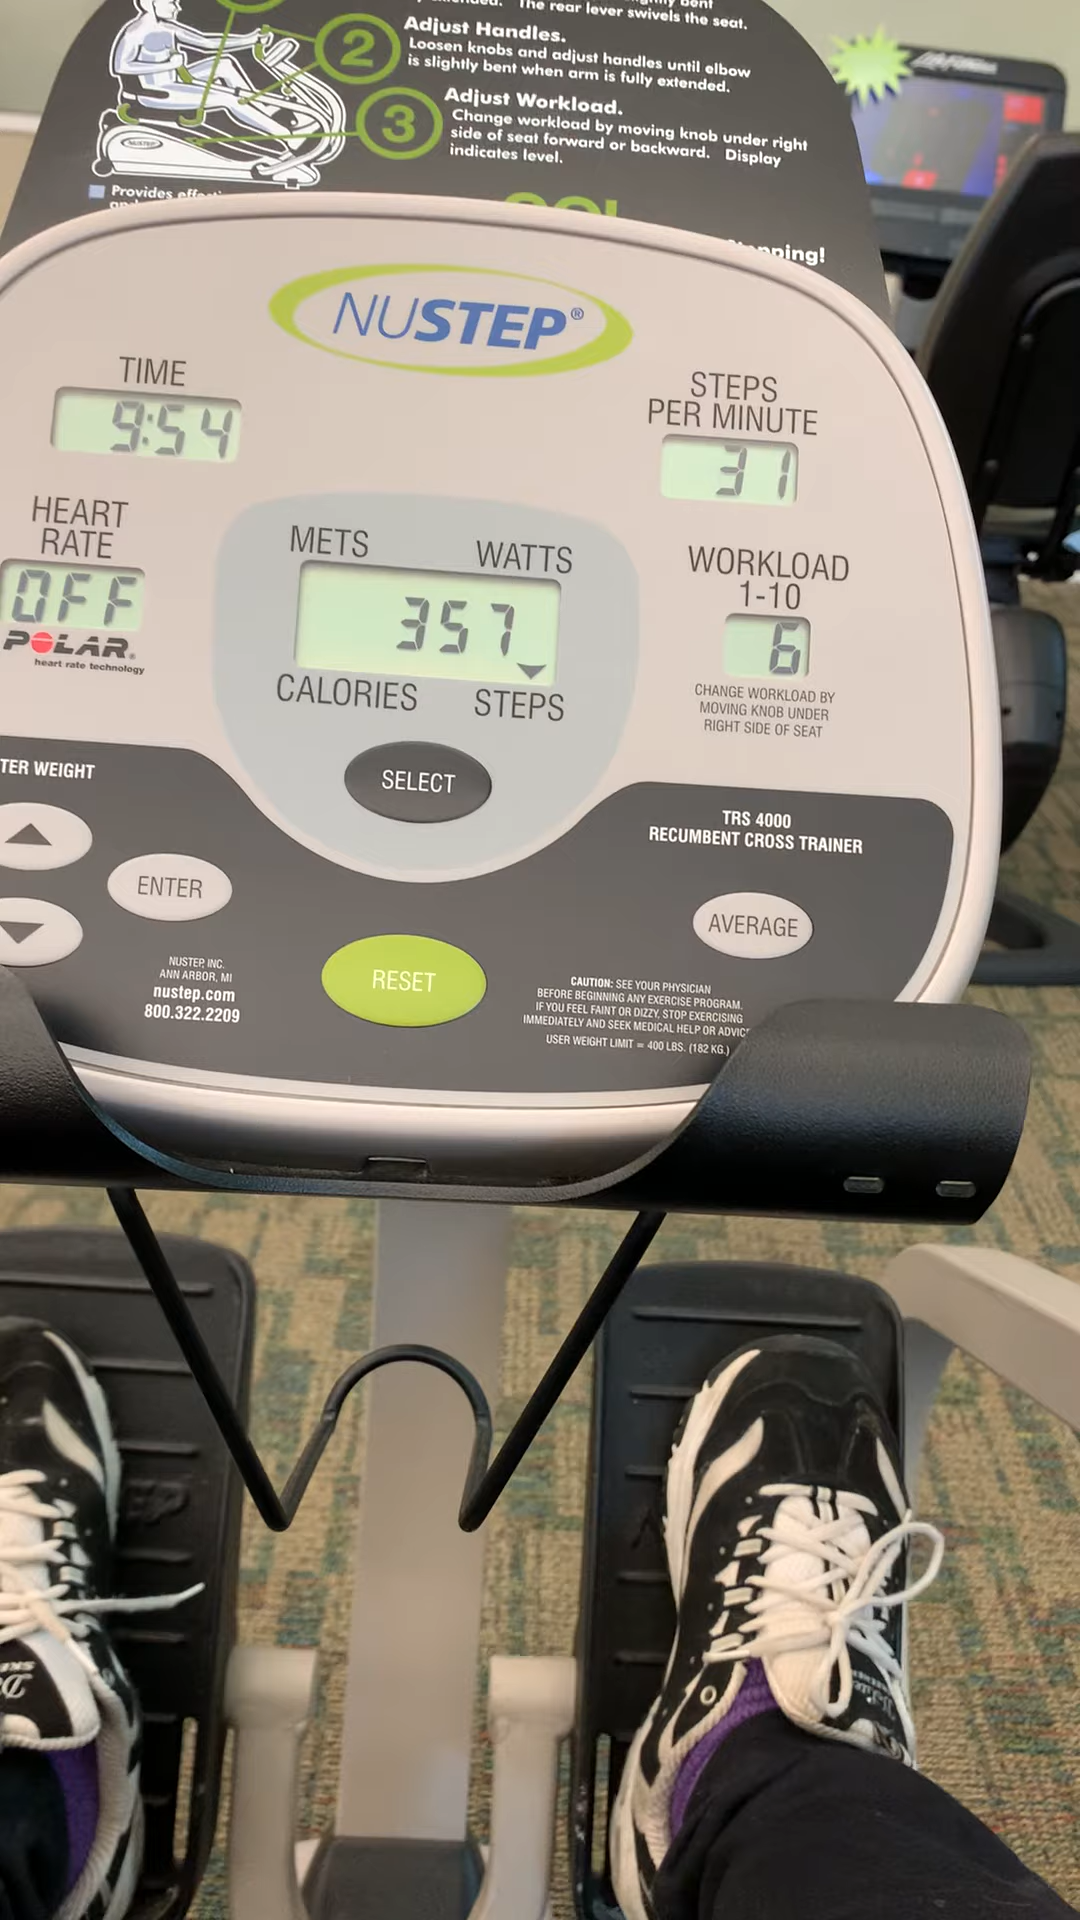 The rear lever swivels the seat.
2
Adjust Handles.
Loosen knobs and adjust handles until elbow
is slightly bent when arm is fully extended.
3
Adjust Workload.
Change workload by moving knob under right
side of seat forward or backward. Display
indicates level.
NUSTEP
Provides
NUSTEP®
TIME
9:54
STEPS
PER MINUTE
31
HEART
RATE
OFF
POLAR®
heart rate technology
METS WATTS
357
CALORIES STEPS
WORKLOAD
1-10
6
CHANGE WORKLOAD BY
MOVING KNOB UNDER
RIGHT SIDE OF SEAT
SELECT
WEIGHT
ENTER
TRS 4000
RECUMBENT CROSS TRAINER
AVERAGE
RESET
NUSTEP, INC.
ANN ARBOR, MI
nustep.com
800.322.2209
CAUTION: SEE YOUR PHYSICIAN
BEFORE BEGINNING ANY EXERCISE PROGRAM.
IF YOU FEEL FAINT OR DIZZY, STOP EXERCISING
IMMEDIATELY AND SEEK MEDICAL HELP OR ADVIC
USER WEIGHT LIMIT = 400 LBS. (182 KG.)